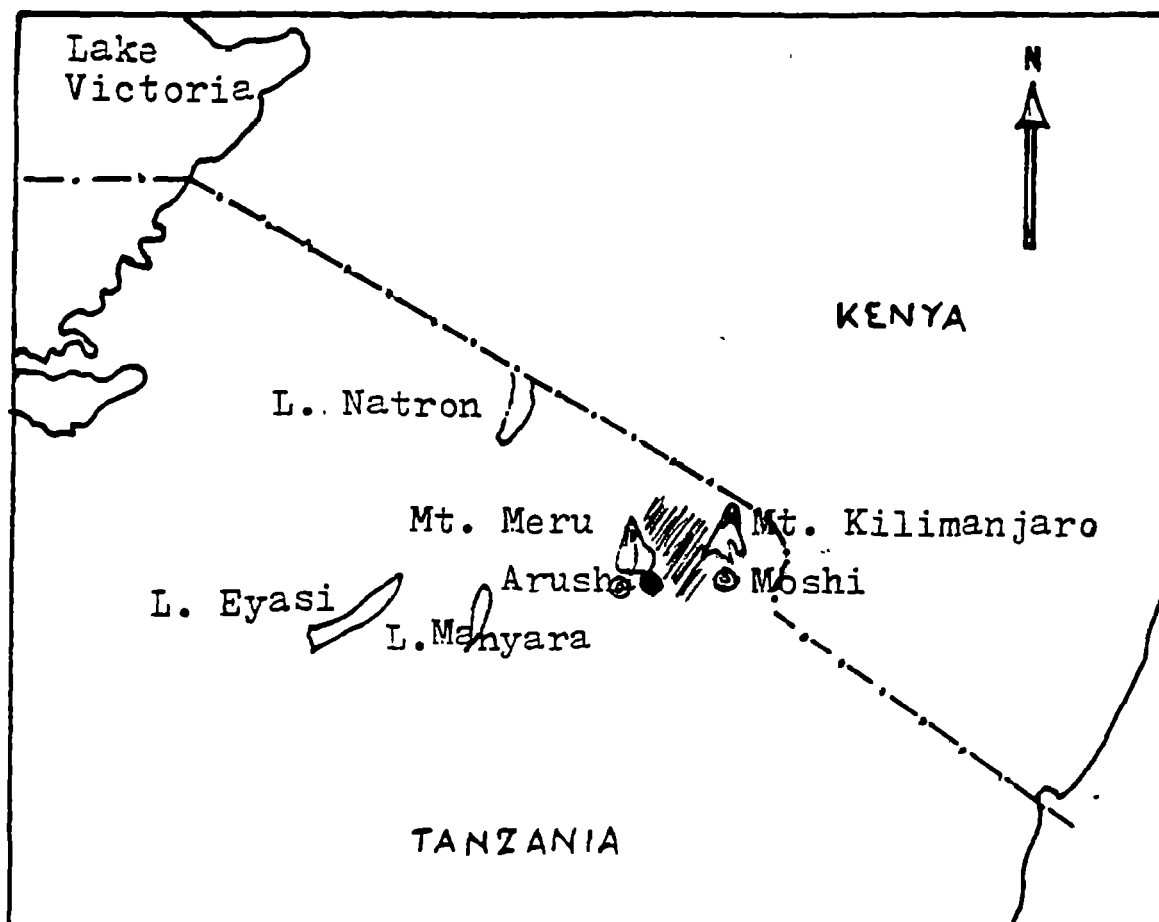 Lake
Victoria
N
KENYA
L. Natron
Mt. Meru
Mt. Kilimanjaro
Arusha
Moshi
L. Eyasi
L. Manyara
TANZANIA